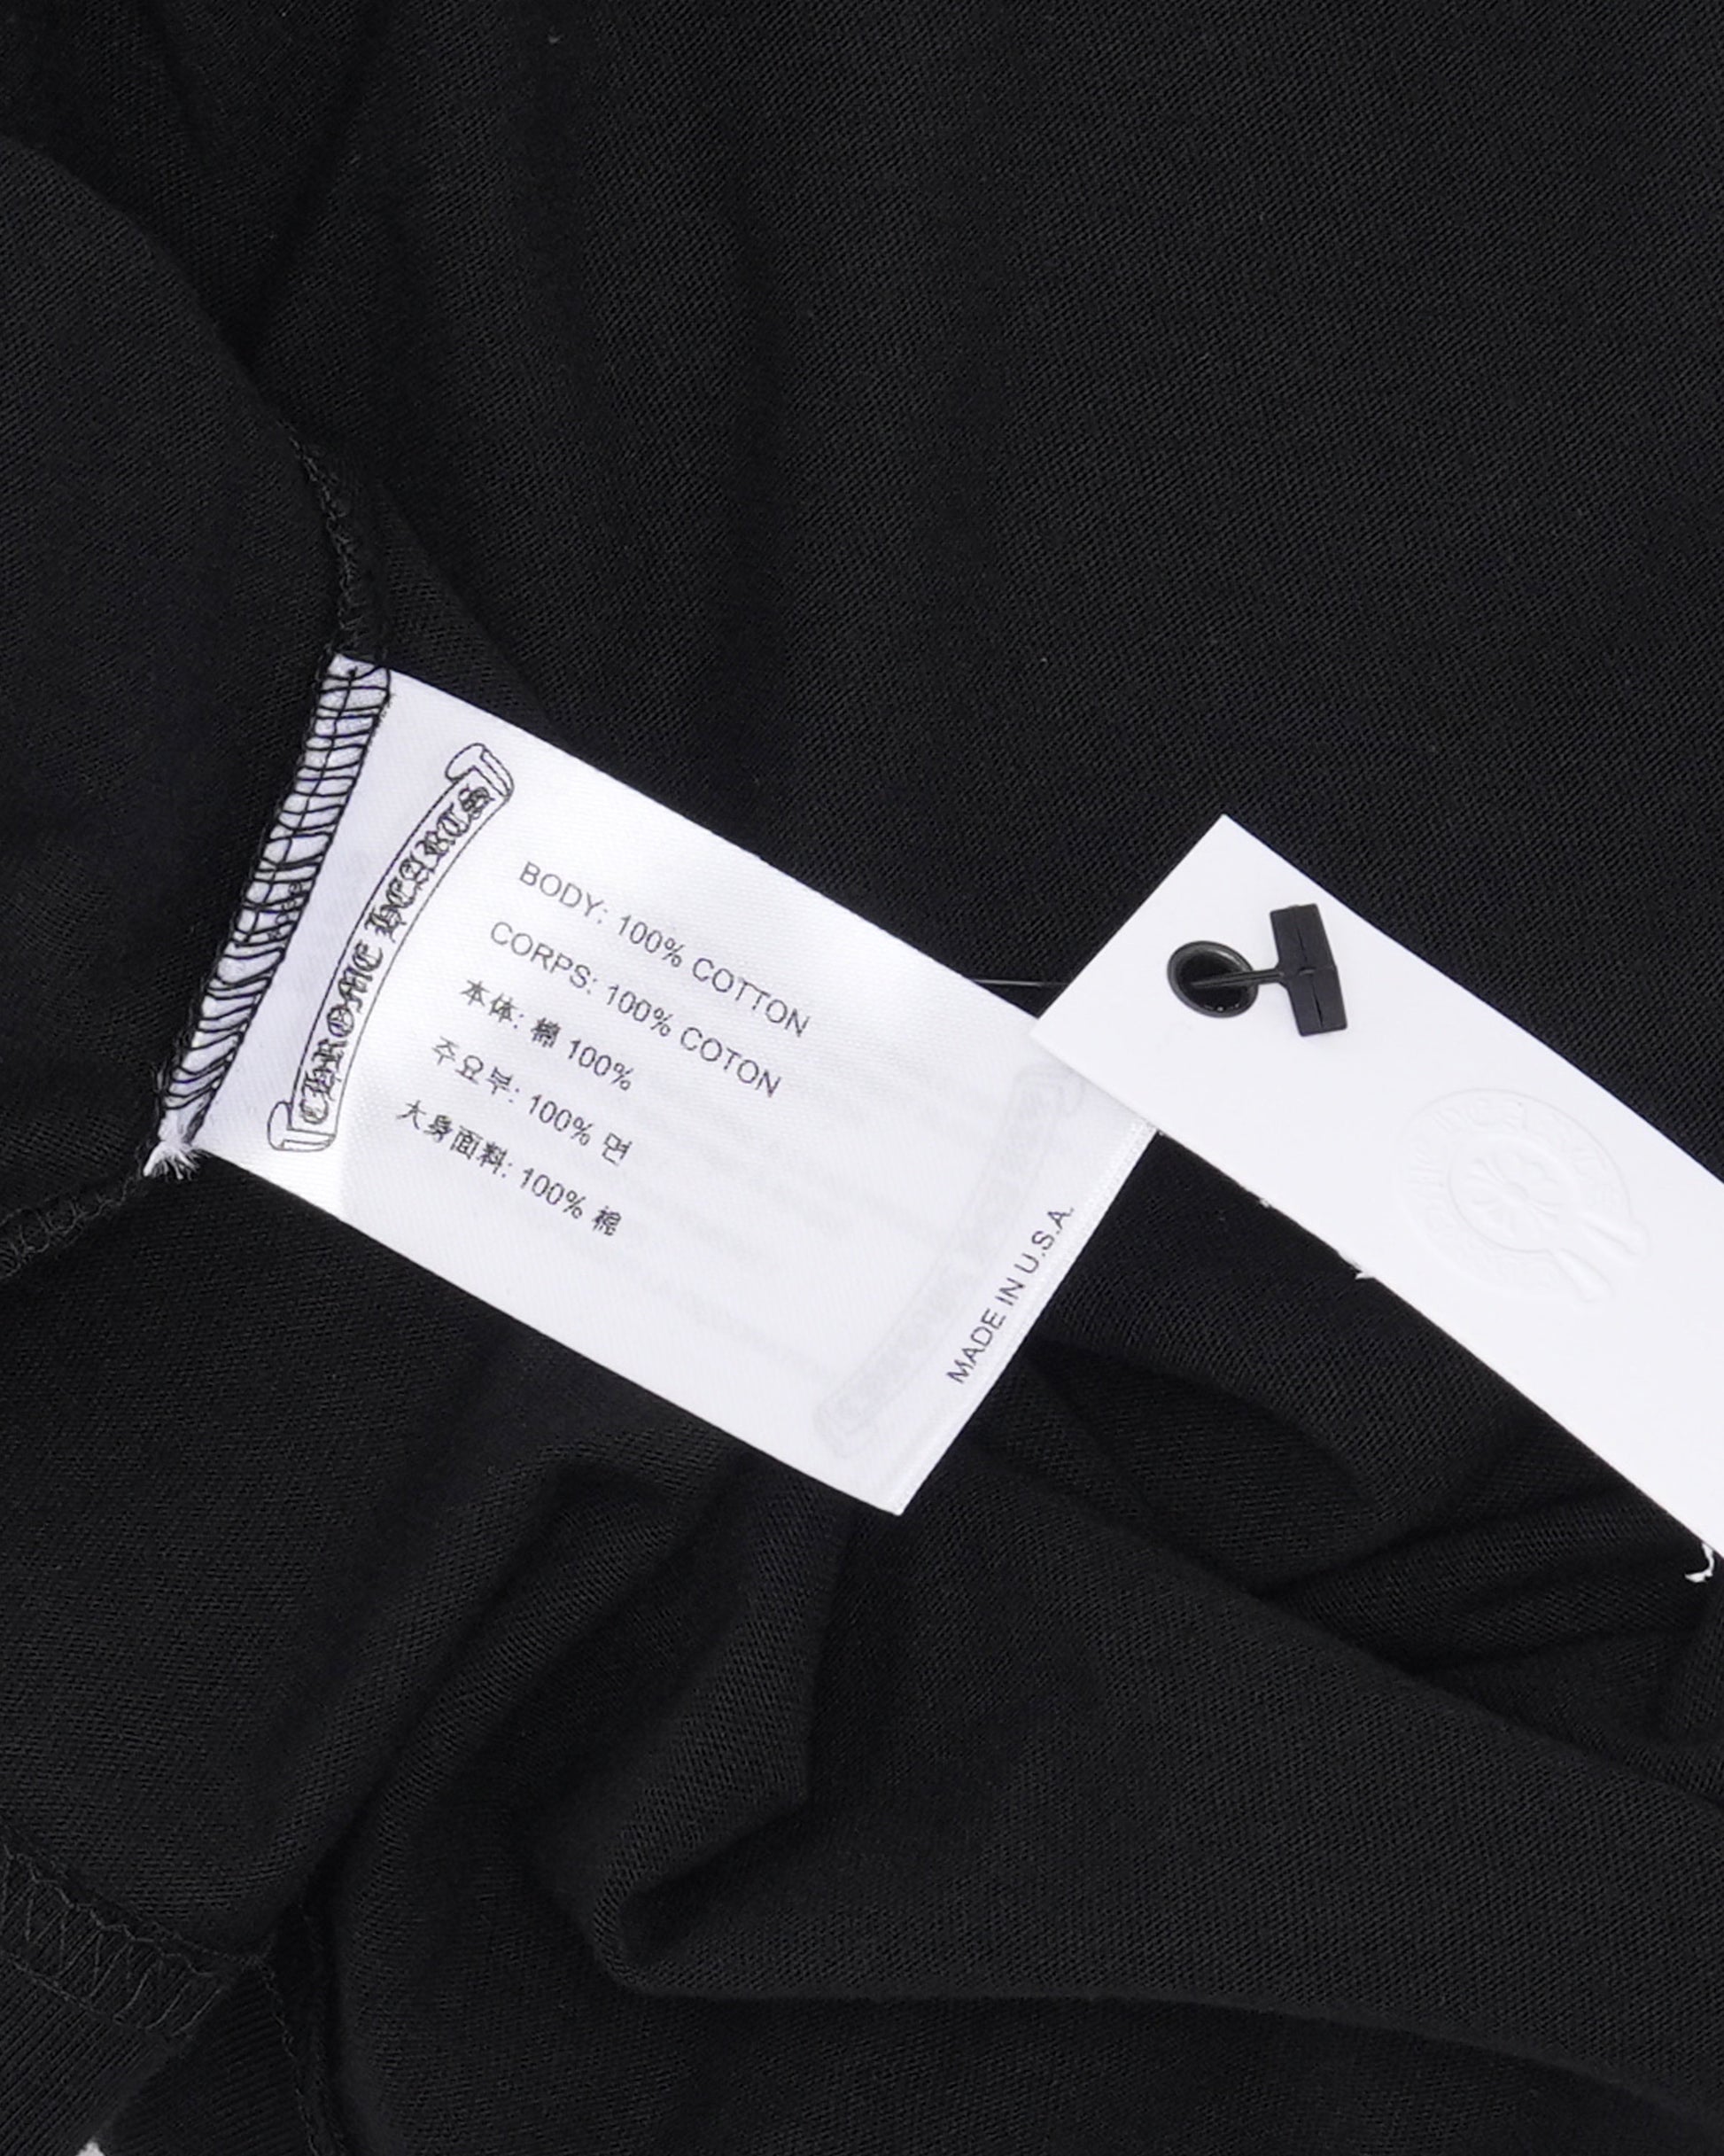 CHROME HEARTS
BODY: 100% COTTON
CORPS: 100% COTON
本体: 棉 100%
주요부: 100% 면
大身面料: 100% 棉
MADE IN U.S.A.